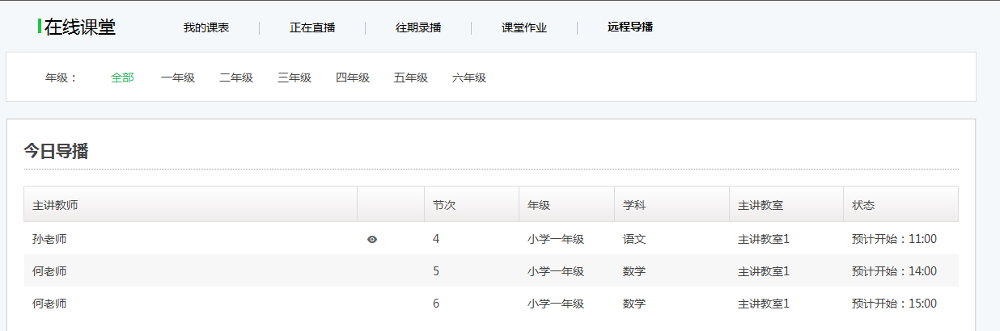 在线课堂 我的课表 正在直播 往期录播 课堂作业 远程导播
年级： 全部 一年级 二年级 三年级 四年级 五年级 六年级
今日导播
主讲教师 节次 年级 学科 主讲教室 状态
孙老师 4 小学一年级 语文 主讲教室1 预计开始：11:00
何老师 5 小学一年级 数学 主讲教室1 预计开始：14:00
何老师 6 小学一年级 数学 主讲教室1 预计开始：15:00